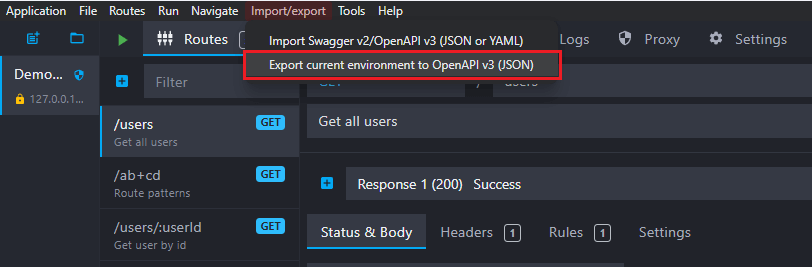 Application File Routes Run Navigate Import/export Tools Help
Import Swagger v2/OpenAPI v3 (JSON or YAML)
Export current environment to OpenAPI v3 (JSON)
Routes
Logs
Proxy
Settings
Demo...
127.0.0.1...
Filter
/users
GET
Get all users
/ab+cd
GET
Route patterns
/users/:userId
GET
Get user by id
GET / users
Get all users
Response 1 (200) Success
Status & Body
Headers 1
Rules 1
Settings